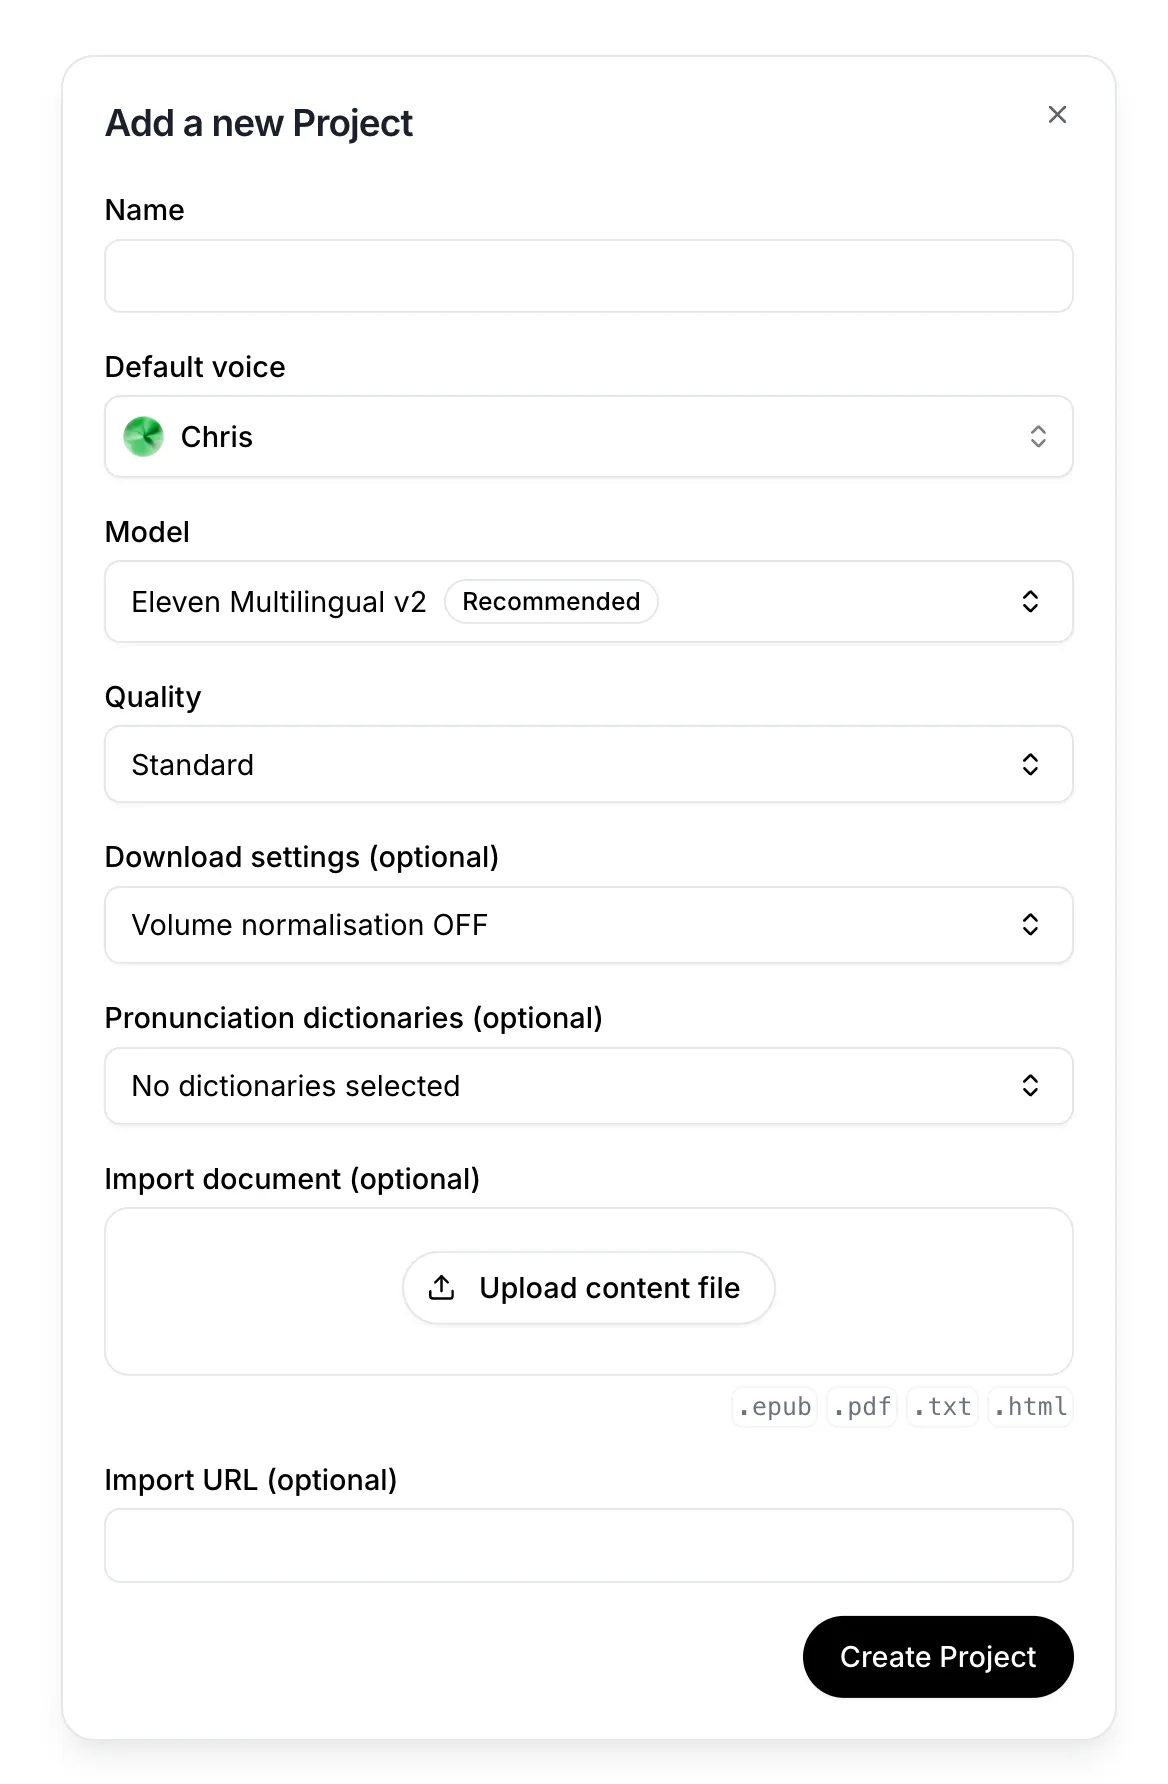 Add a new Project
Name
Default voice
Chris
Model
Eleven Multilingual v2 Recommended
Quality
Standard
Download settings (optional)
Volume normalisation OFF
Pronunciation dictionaries (optional)
No dictionaries selected
Import document (optional)
Upload content file
.epub .pdf .txt .html
Import URL (optional)
Create Project